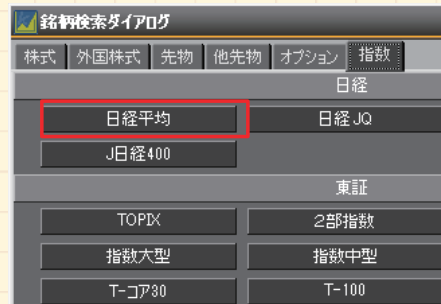 銘柄検索ダイアログ
株式 外国株式 先物 他先物 オプション 指数
日経
日経平均 日経JQ
J日経400
東証
TOPIX 2部指数
指数大型 指数中型
T-コア30 T-100